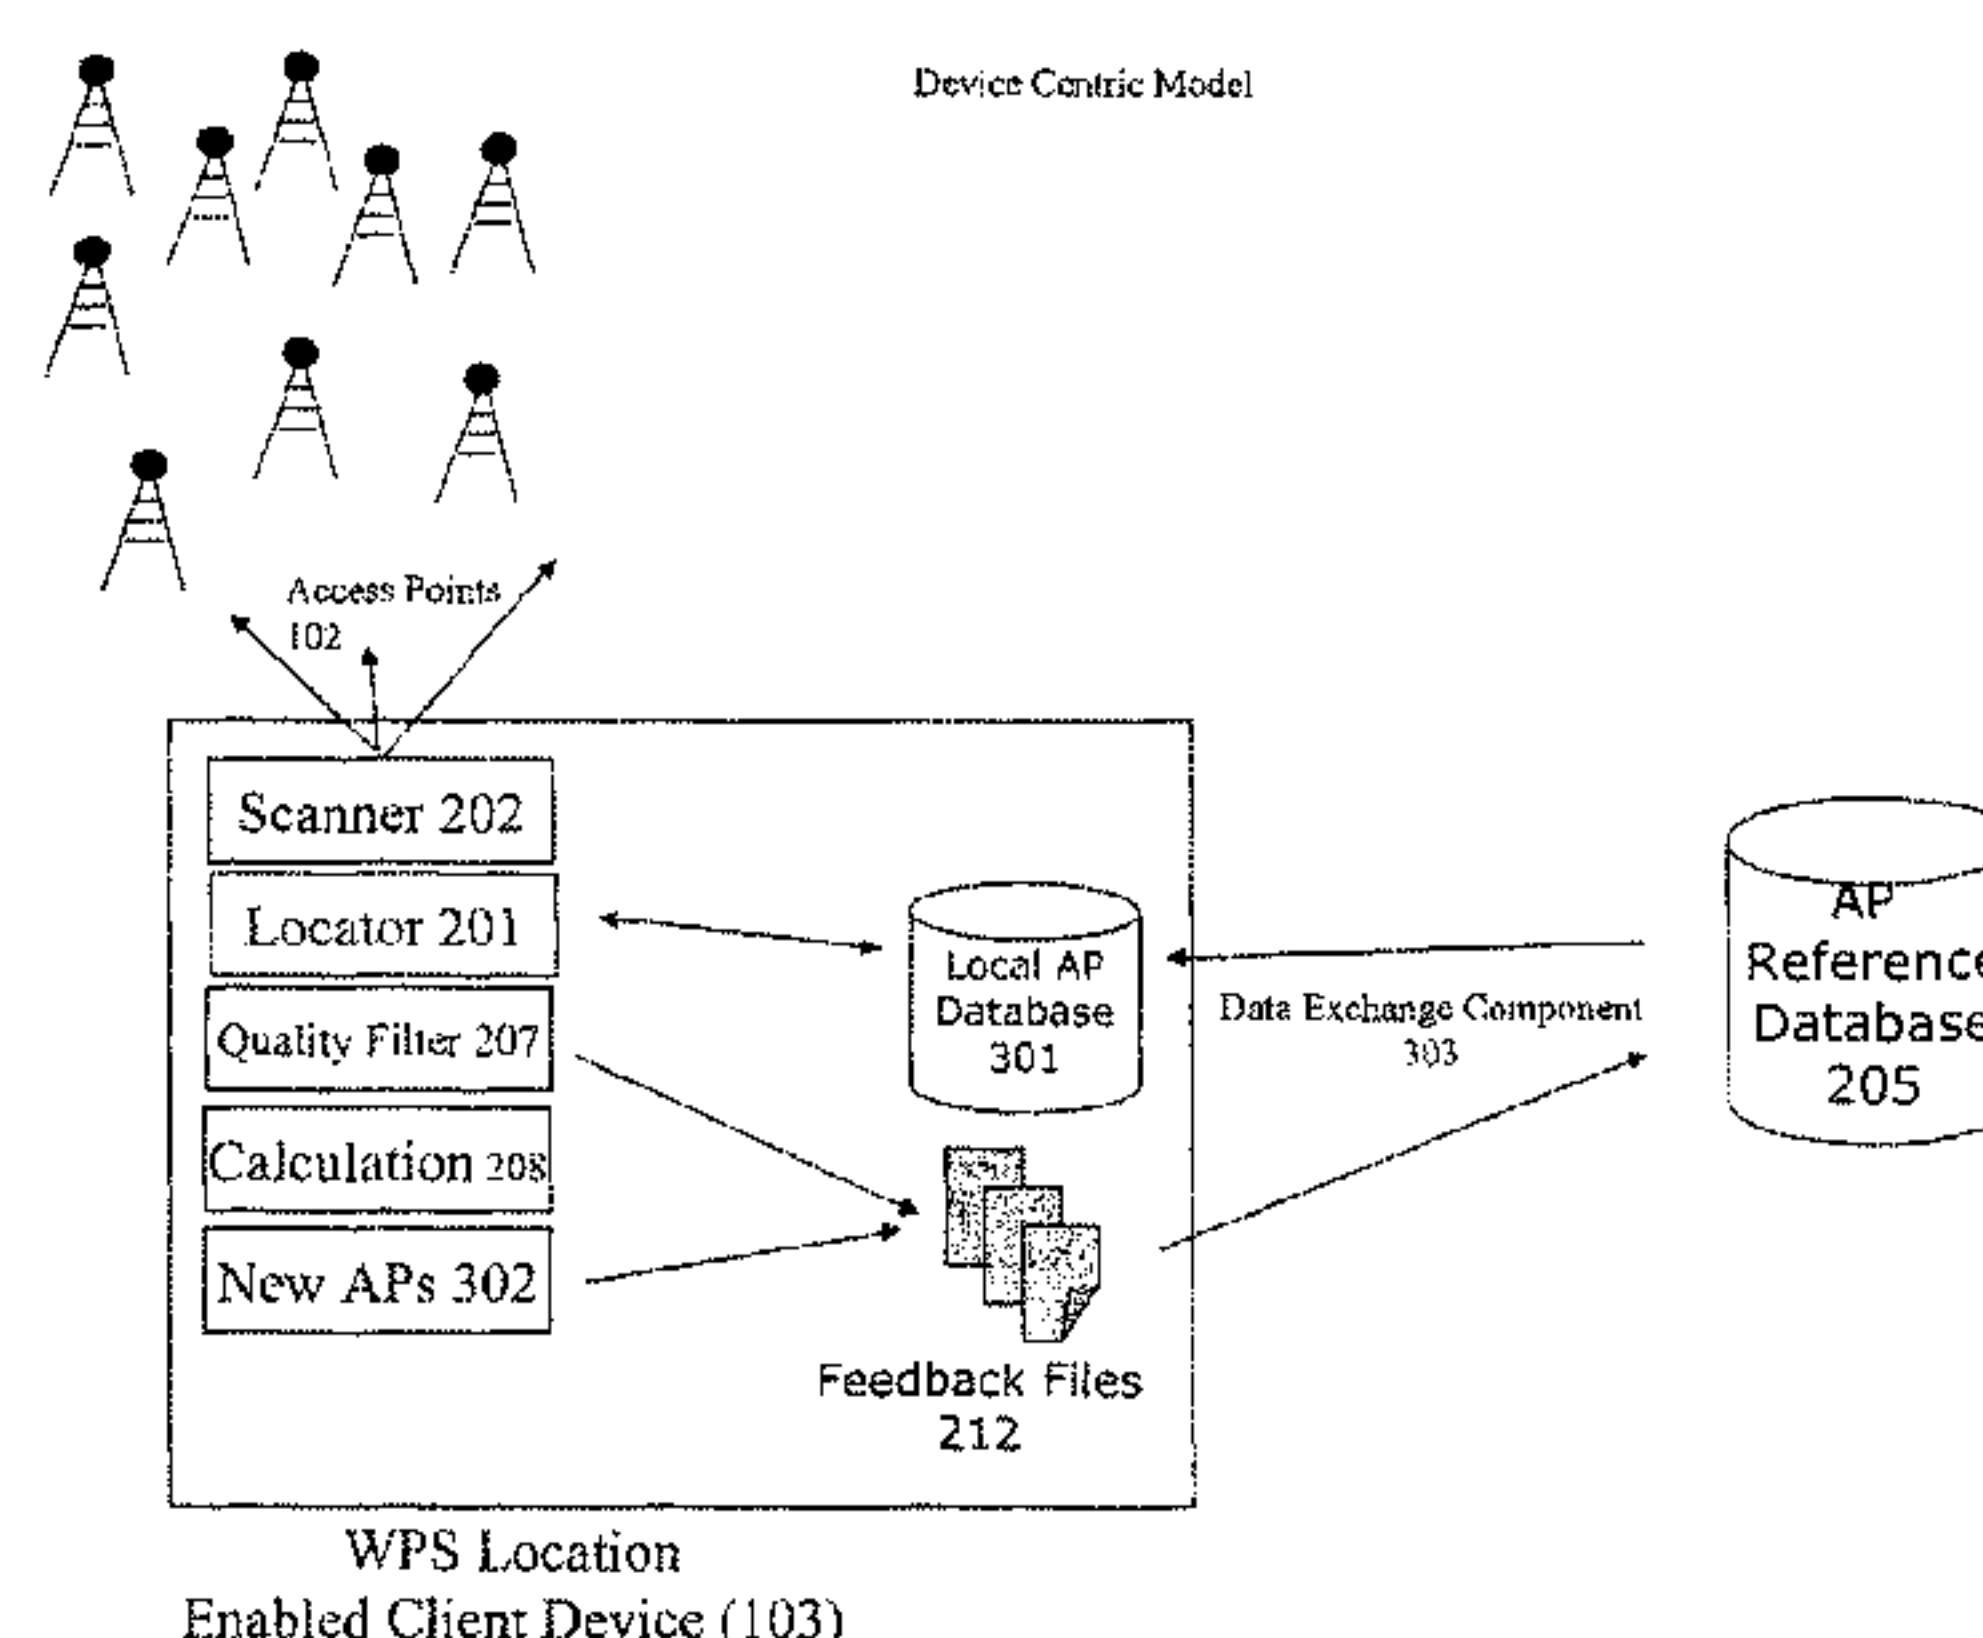 Device Centric Model
Access Points
102
Scanner 202
Locator 201
Quality Filter 207
Calculation 208
New APs 302
Local AP
Database
301
Feedback Files
212
Data Exchange Component
303
AP
Reference
Database
205
WPS Location
Enabled Client Device (103)